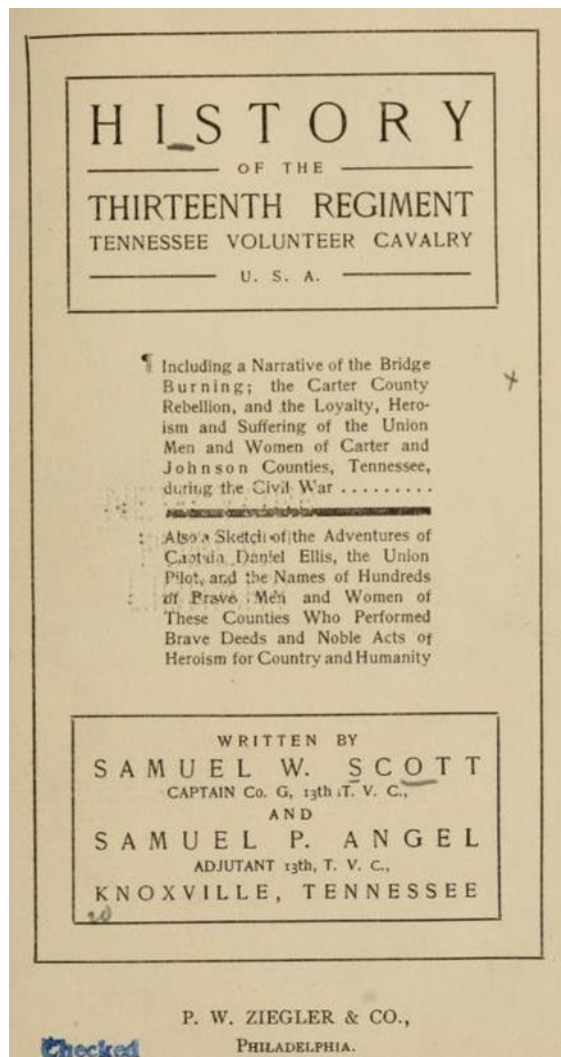 HISTORY
OF THE
THIRTEENTH REGIMENT
TENNESSEE VOLUNTEER CAVALRY
U. S. A.
¶ Including a Narrative of the Bridge
Burning; the Carter County
Rebellion, and the Loyalty, Hero-
ism and Suffering of the Union
Men and Women of Carter and
Johnson Counties, Tennessee,
during the Civil War .........
Also a Sketch of the Adventures of
Captain Daniel Ellis, the Union
Pilot, and the Names of Hundreds
of Brave Men and Women of
These Counties Who Performed
Brave Deeds and Noble Acts of
Heroism for Country and Humanity
WRITTEN BY
SAMUEL W. SCOTT
CAPTAIN Co. G, 13th T. V. C.,
AND
SAMUEL P. ANGEL
ADJUTANT 13th, T. V. C.,
KNOXVILLE, TENNESSEE
P. W. ZIEGLER & CO.,
PHILADELPHIA.
Checked